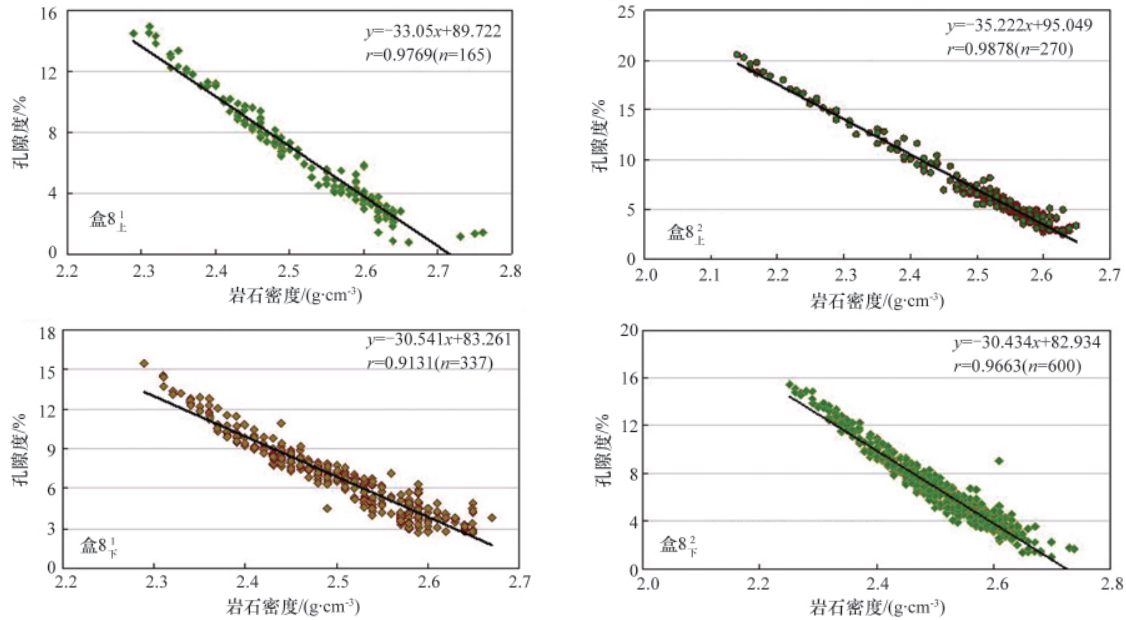 16
12
8
4
0
2.2 2.3 2.4 2.5 2.6 2.7 2.8
孔隙度/%
岩石密度/(g·cm⁻³)
y=−33.05x+89.722
r=0.9769(n=165)
盒8上¹
25
20
15
10
5
0
2.0 2.1 2.2 2.3 2.4 2.5 2.6 2.7
孔隙度/%
岩石密度/(g·cm⁻³)
y=−35.222x+95.049
r=0.9878(n=270)
盒8上²
18
15
12
9
6
3
0
2.2 2.3 2.4 2.5 2.6 2.7
孔隙度/%
岩石密度/(g·cm⁻³)
y=−30.541x+83.261
r=0.9131(n=337)
盒8下¹
20
16
12
8
4
0
2.0 2.2 2.4 2.6 2.8
孔隙度/%
岩石密度/(g·cm⁻³)
y=−30.434x+82.934
r=0.9663(n=600)
盒8下²